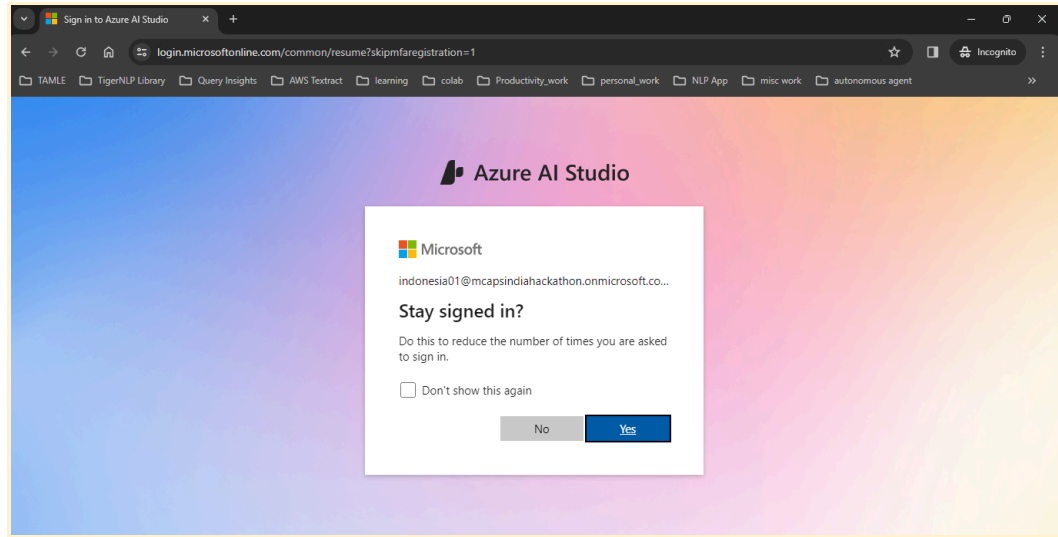 Sign in to Azure AI Studio
login.microsoftonline.com/common/resume?skipmfaregistration=1
Incognito
TAMLE TigerNLP Library Query Insights AWS Textract learning colab Productivity_work personal_work NLP App misc work autonomous agent
Azure AI Studio
Microsoft
indonesia01@mcapsindiahackathon.onmicrosoft.co...
Stay signed in?
Do this to reduce the number of times you are asked
to sign in.
Don't show this again
No Yes